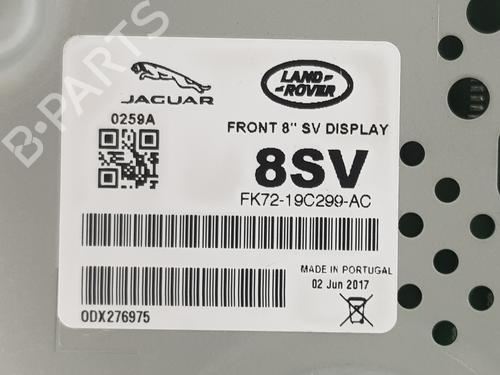 B-PARTS
JAGUAR
LAND
ROVER
0259A
FRONT 8" SV DISPLAY
8SV
FK72-19C299-AC
MADE IN PORTUGAL
02 Jun 2017
ODX276975